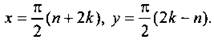 x = π/2 (n + 2k), y = π/2 (2k − n).